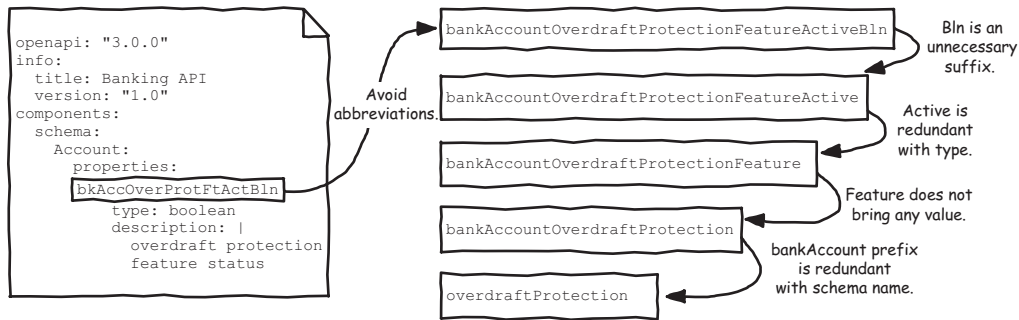 openapi: "3.0.0"
info:
  title: Banking API
  version: "1.0"
components:
  schema:
    Account:
      properties:
        bkAccOverProtFtActBln
          type: boolean
          description: |
            overdraft protection
            feature status
Avoid
abbreviations.
bankAccountOverdraftProtectionFeatureActiveBln
Bln is an
unnecessary
suffix.
bankAccountOverdraftProtectionFeatureActive
Active is
redundant
with type.
bankAccountOverdraftProtectionFeature
Feature does not
bring any value.
bankAccountOverdraftProtection
bankAccount prefix
is redundant
with schema name.
overdraftProtection